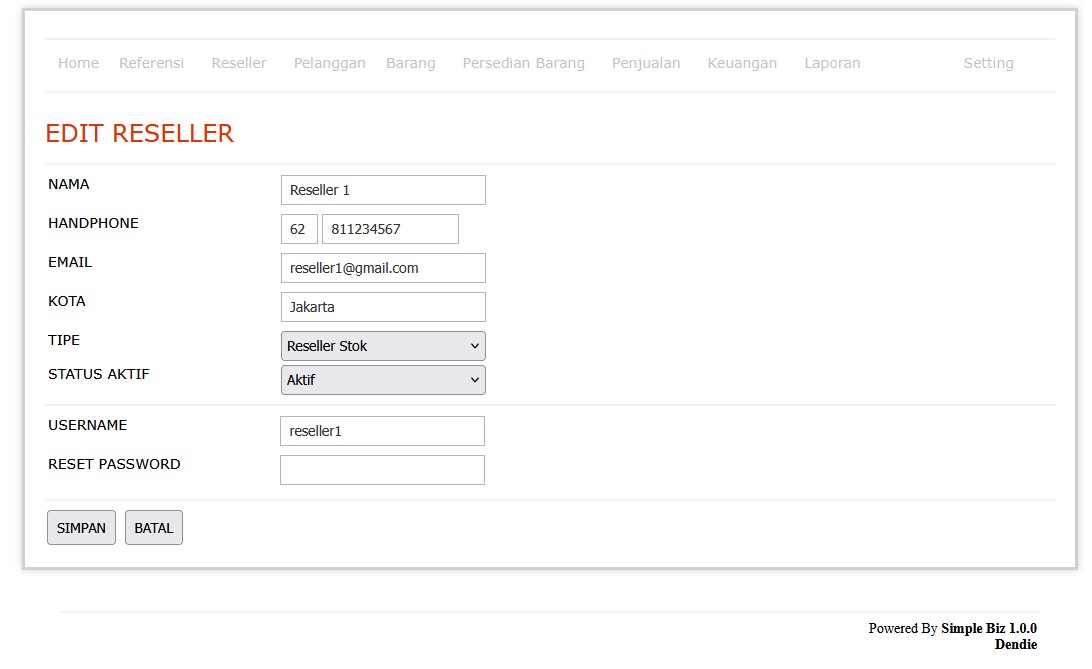 Home Referensi Reseller Pelanggan Barang Persedian Barang Penjualan Keuangan Laporan Setting
EDIT RESELLER
NAMA Reseller 1
HANDPHONE 62 811234567
EMAIL reseller1@gmail.com
KOTA Jakarta
TIPE Reseller Stok
STATUS AKTIF Aktif
USERNAME reseller1
RESET PASSWORD
SIMPAN BATAL
Powered By Simple Biz 1.0.0
Dendie